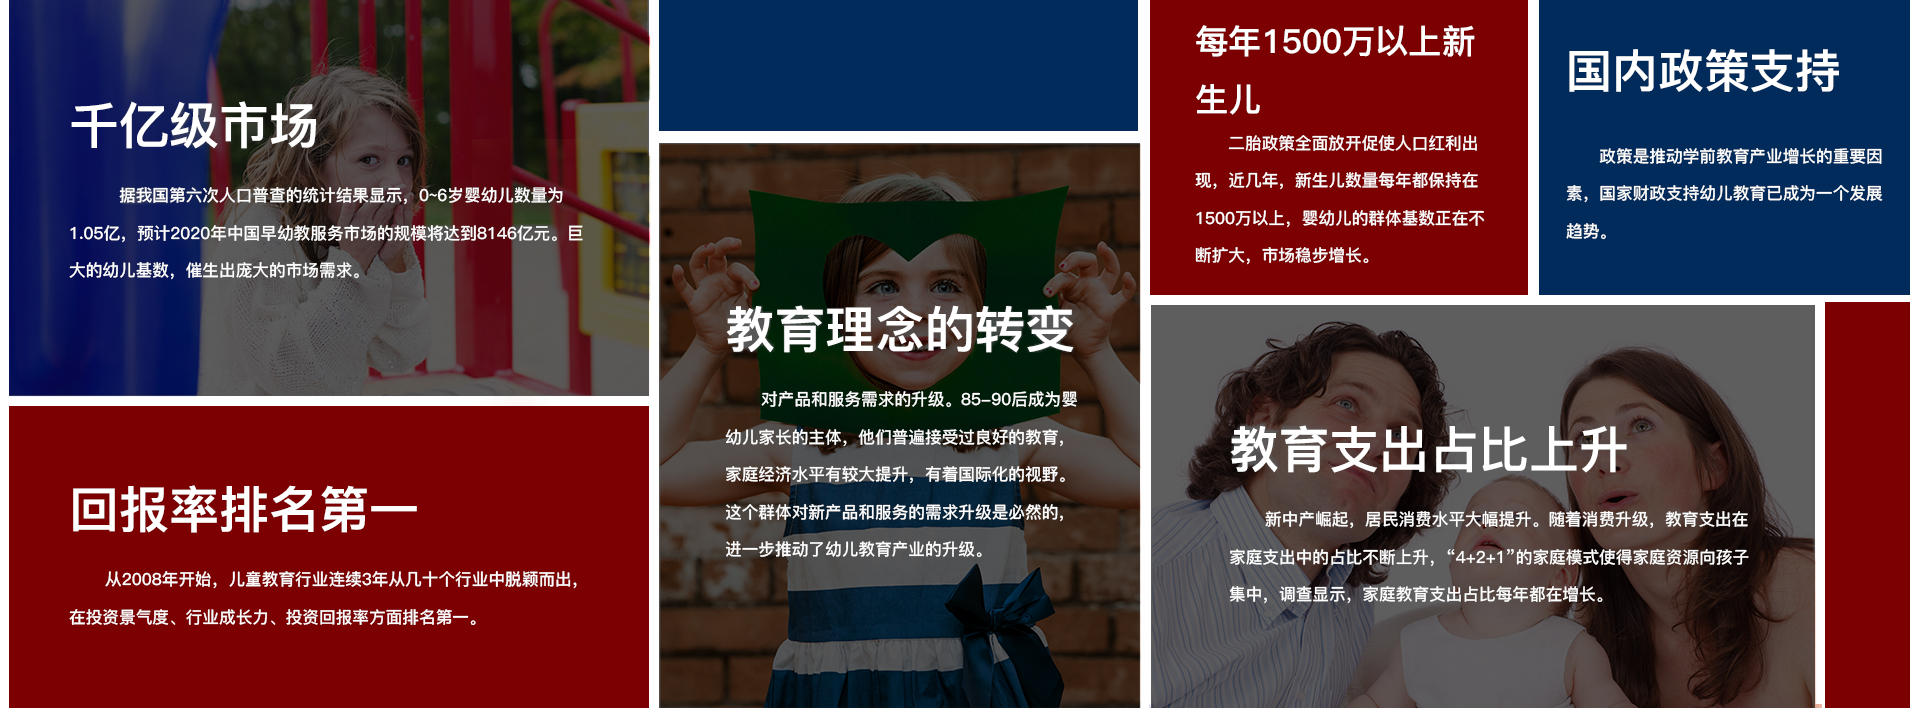 千亿级市场
据我国第六次人口普查的统计结果显示，0~6岁婴幼儿数量为
1.05亿，预计2020年中国早幼教服务市场的规模将达到8146亿元。巨
大的幼儿基数，催生出庞大的市场需求。
回报率排名第一
从2008年开始，儿童教育行业连续3年从几十个行业中脱颖而出，
在投资景气度、行业成长力、投资回报率方面排名第一。
教育理念的转变
对产品和服务需求的升级。85-90后成为婴
幼儿家长的主体，他们普遍接受过良好的教育，
家庭经济水平有较大提升，有着国际化的视野。
这个群体对新产品和服务的需求升级是必然的，
进一步推动了幼儿教育产业的升级。
每年1500万以上新
生儿
二胎政策全面放开促使人口红利出
现，近几年，新生儿数量每年都保持在
1500万以上，婴幼儿的群体基数正在不
断扩大，市场稳步增长。
国内政策支持
政策是推动学前教育产业增长的重要因
素，国家财政支持幼儿教育已成为一个发展
趋势。
教育支出占比上升
新中产崛起，居民消费水平大幅提升。随着消费升级，教育支出在
家庭支出中的占比不断上升，“4+2+1”的家庭模式使得家庭资源向孩子
集中，调查显示，家庭教育支出占比每年都在增长。